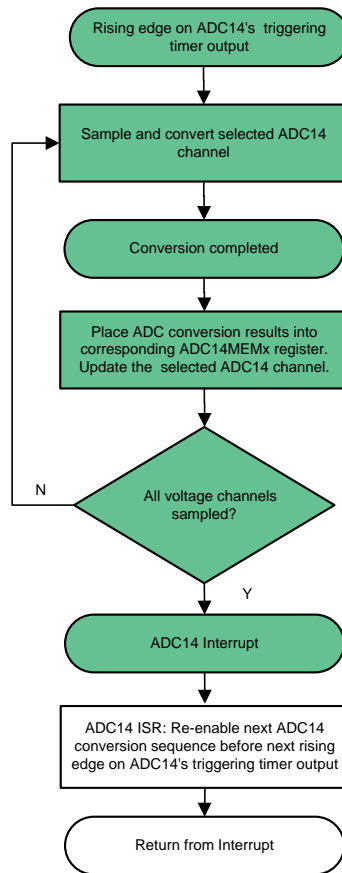 Rising edge on ADC14's triggering
timer output
Sample and convert selected ADC14
channel
Conversion completed
Place ADC conversion results into
corresponding ADC14MEMx register.
Update the selected ADC14 channel.
N
All voltage channels
sampled?
Y
ADC14 Interrupt
ADC14 ISR: Re-enable next ADC14
conversion sequence before next rising
edge on ADC14's triggering timer output
Return from Interrupt